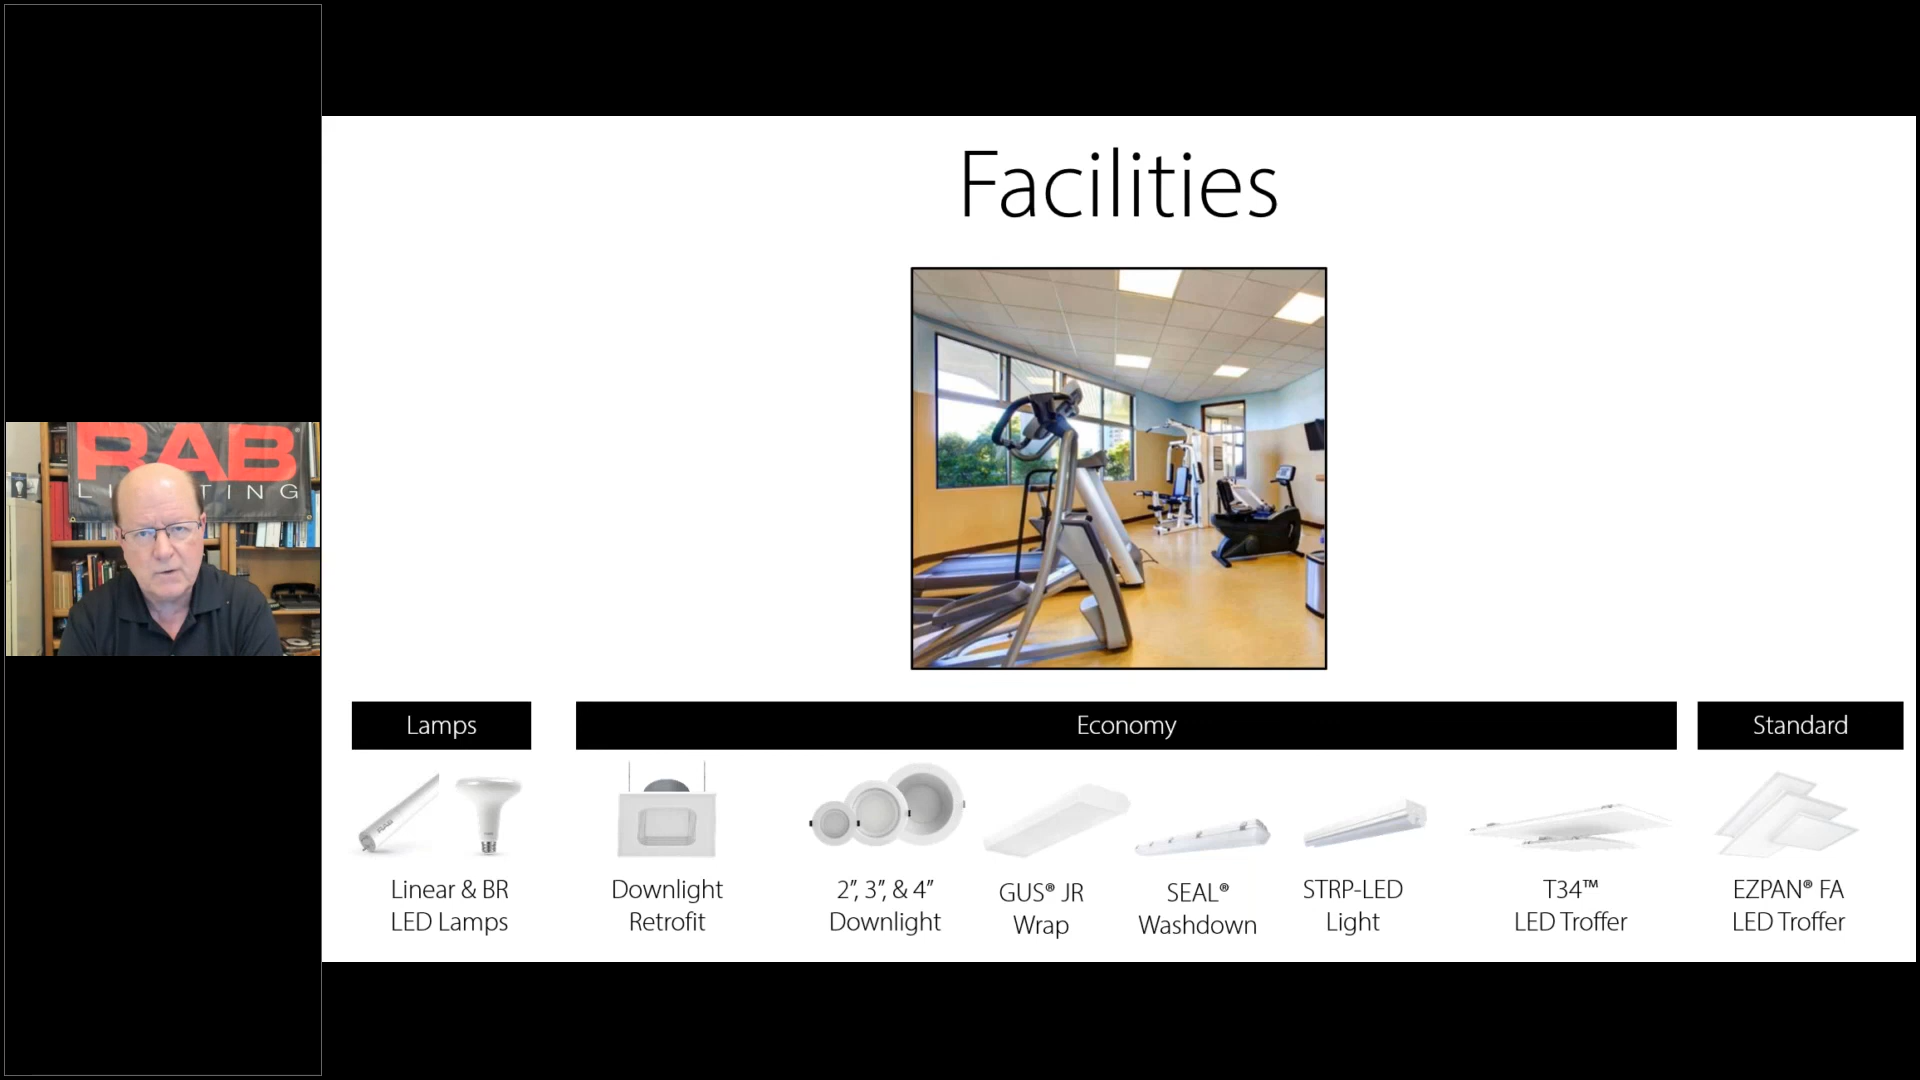 RAB
LI TING
Facilities
Lamps
Economy
Standard
Linear & BR
LED Lamps
Downlight
Retrofit
2”, 3”, & 4”
Downlight
GUS® JR
Wrap
SEAL®
Washdown
STRP-LED
Light
T34™
LED Troffer
EZPAN® FA
LED Troffer